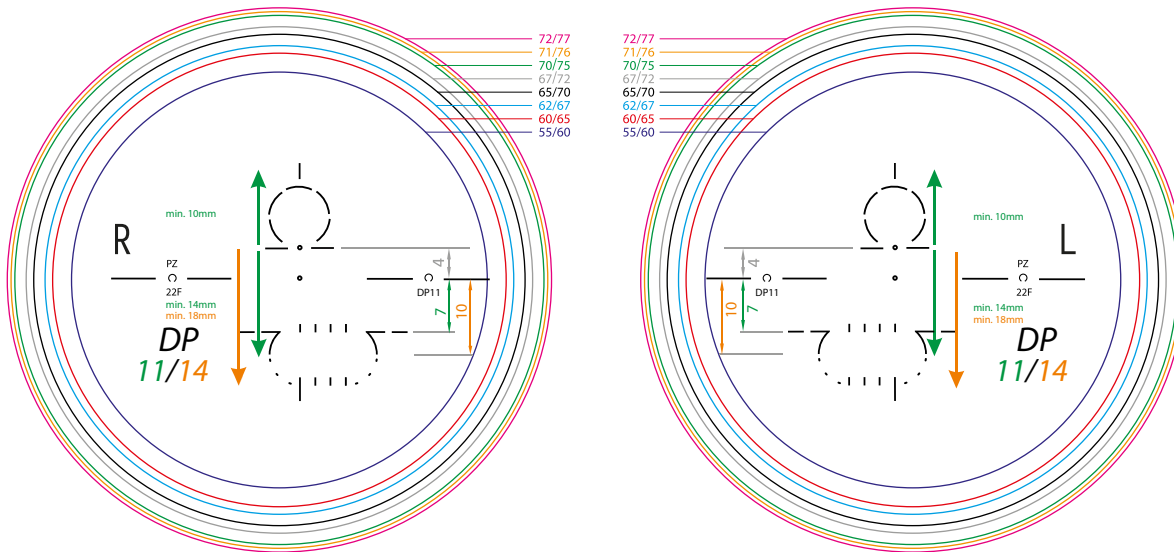 72/77
71/76
70/75
67/72
65/70
62/67
60/65
55/60
R
min. 10mm
PZ
22F
min. 14mm
min. 18mm
DP
11/14
4
7
10
DP11
72/77
71/76
70/75
67/72
65/70
62/67
60/65
55/60
L
min. 10mm
4
DP11
10
7
PZ
22F
min. 14mm
min. 18mm
DP
11/14